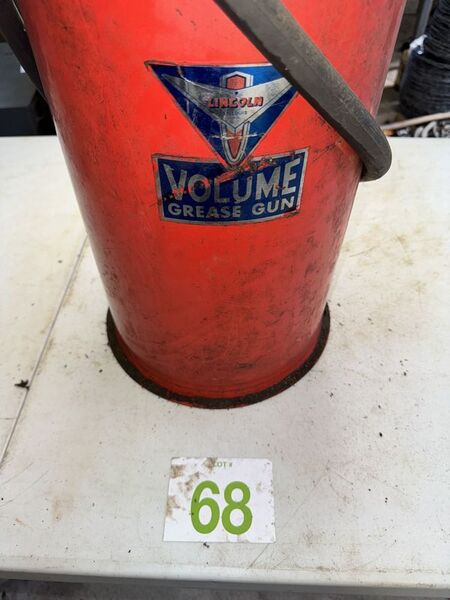 LINCOLN
VOLUME
GREASE GUN
LOT #
68